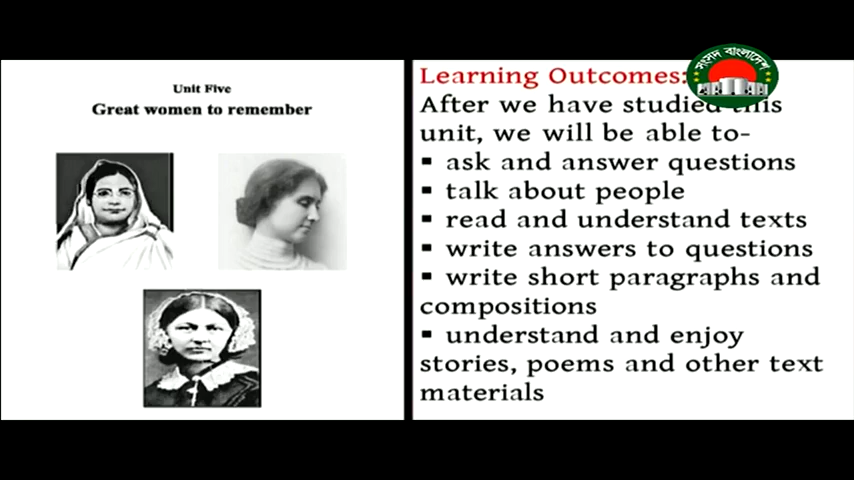 Unit Five
Great women to remember
সংসদ বাংলাদেশ
Learning Outcomes:
After we have studied this
unit, we will be able to-
▪ ask and answer questions
▪ talk about people
▪ read and understand texts
▪ write answers to questions
▪ write short paragraphs and
compositions
▪ understand and enjoy
stories, poems and other text
materials